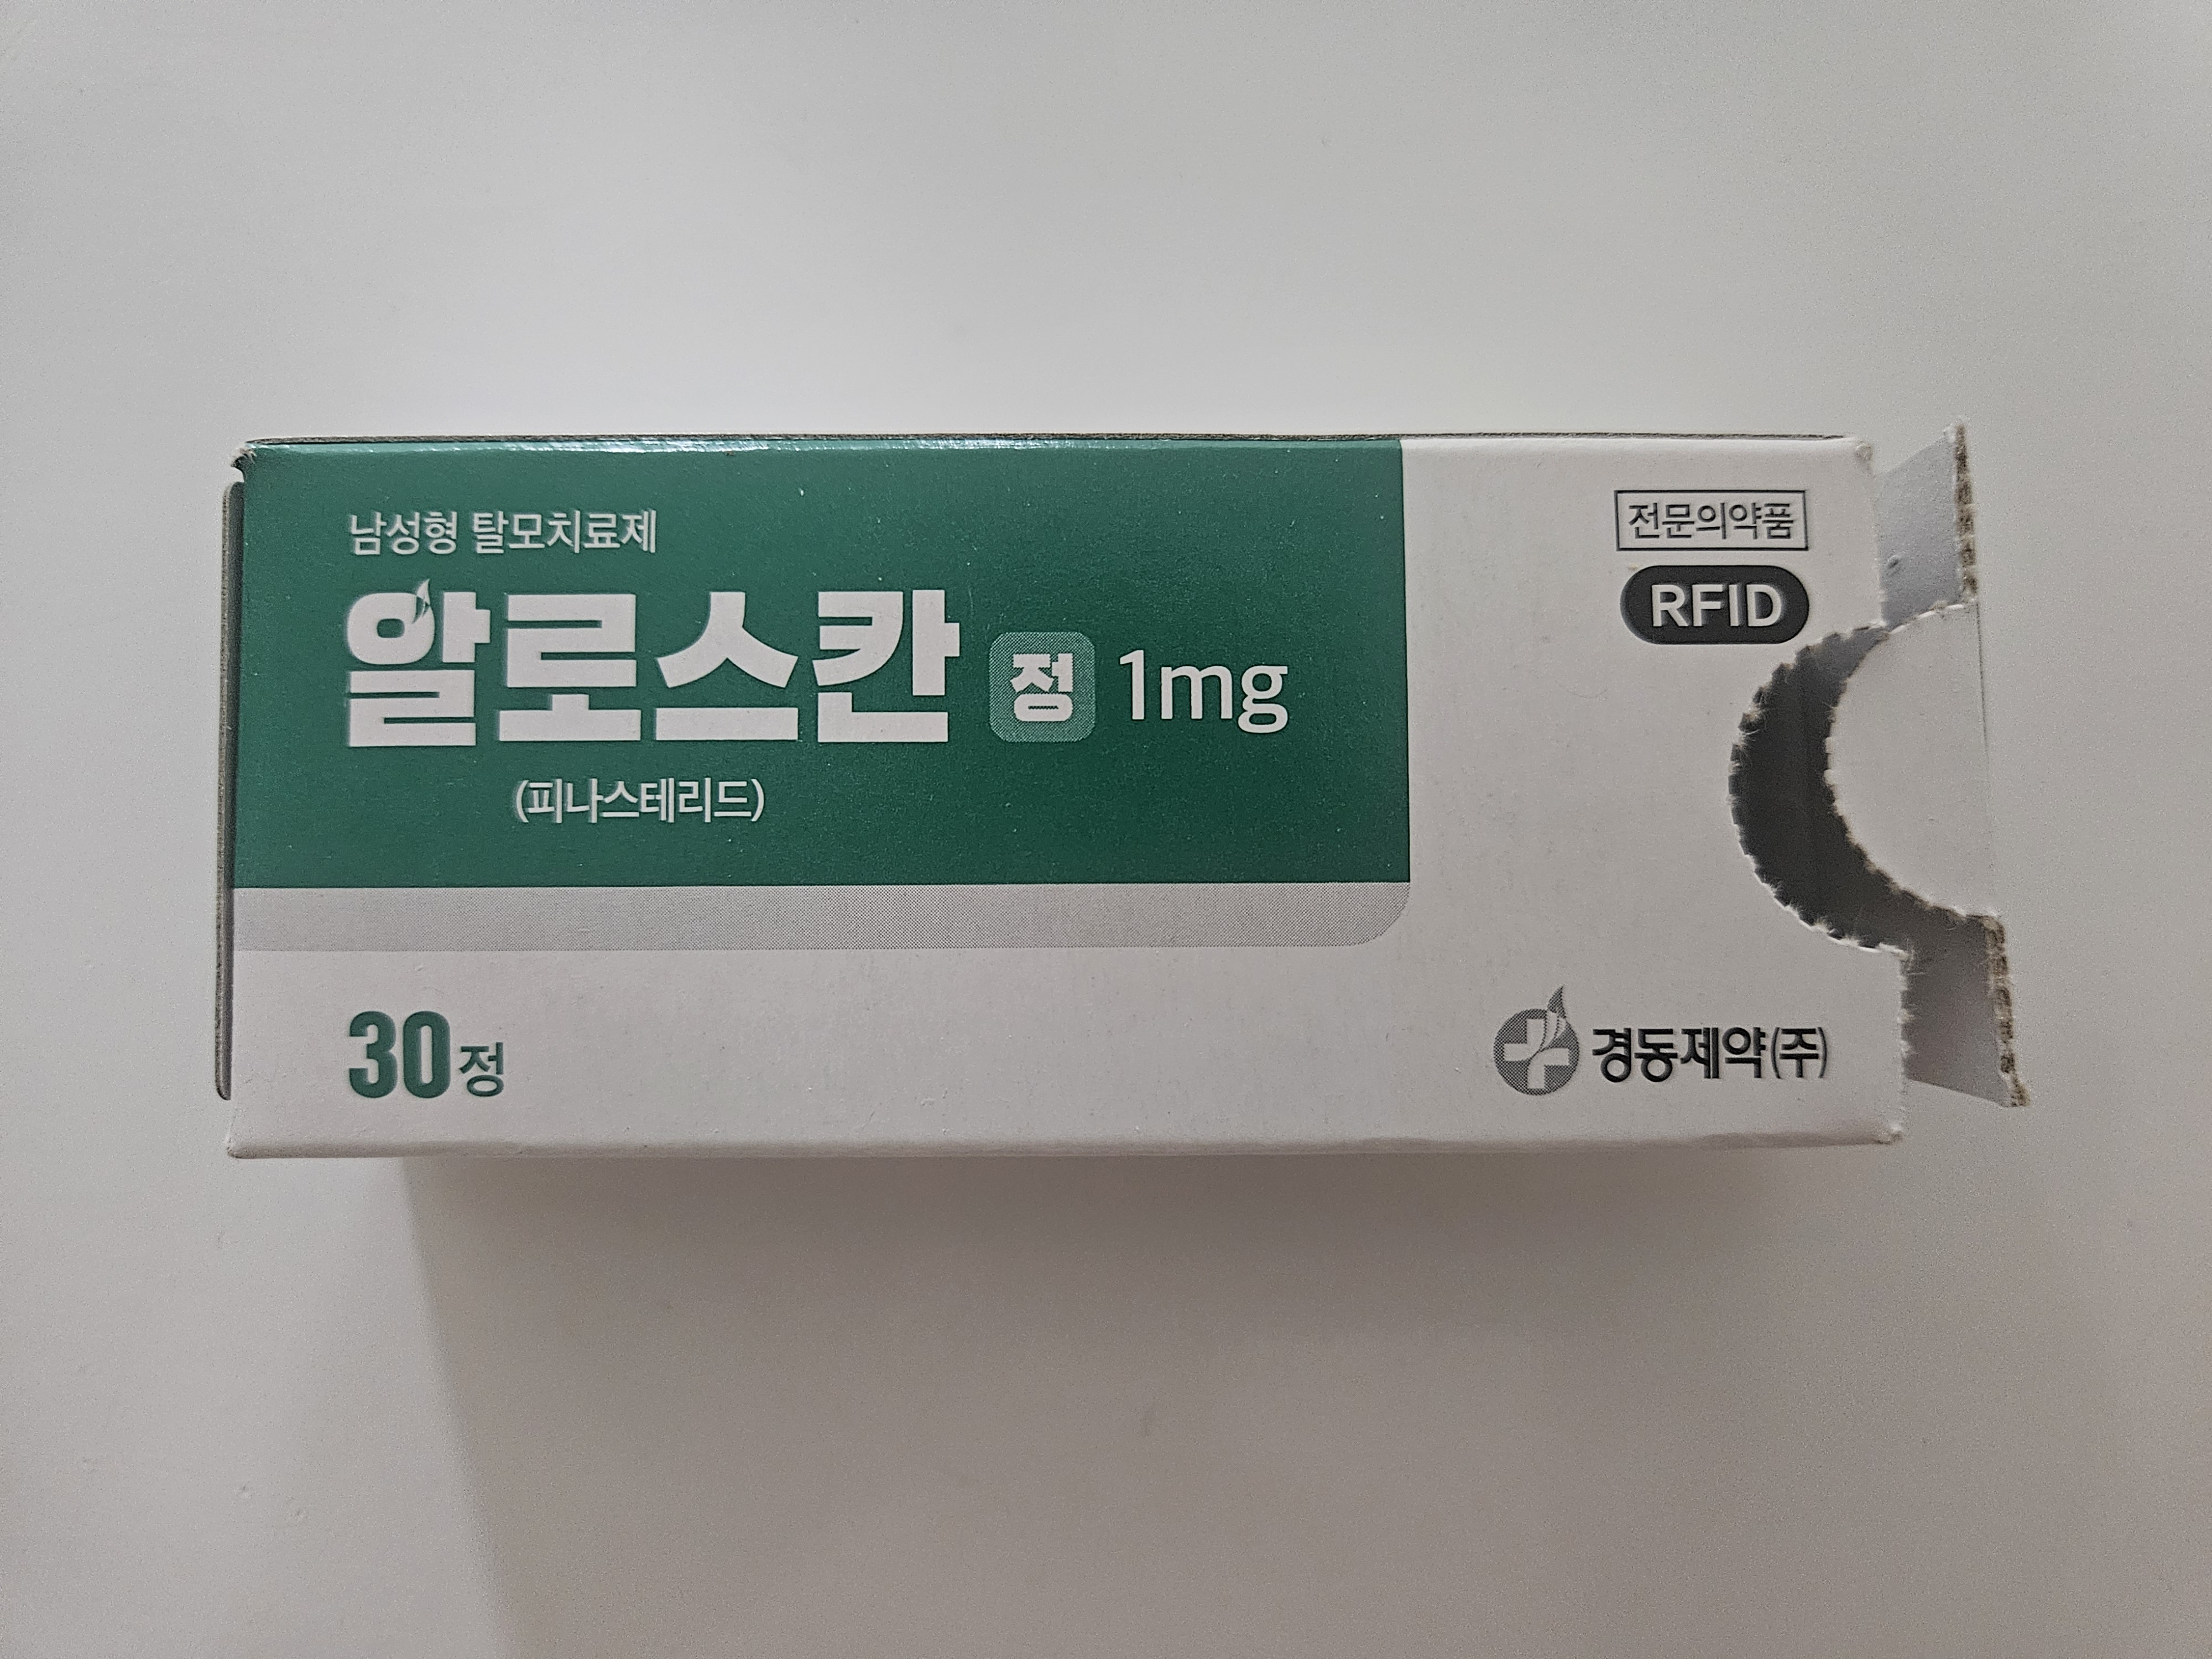 남성형 탈모치료제
알로스칸 정 1mg
(피나스테리드)
30정
전문의약품
RFID
경동제약(주)